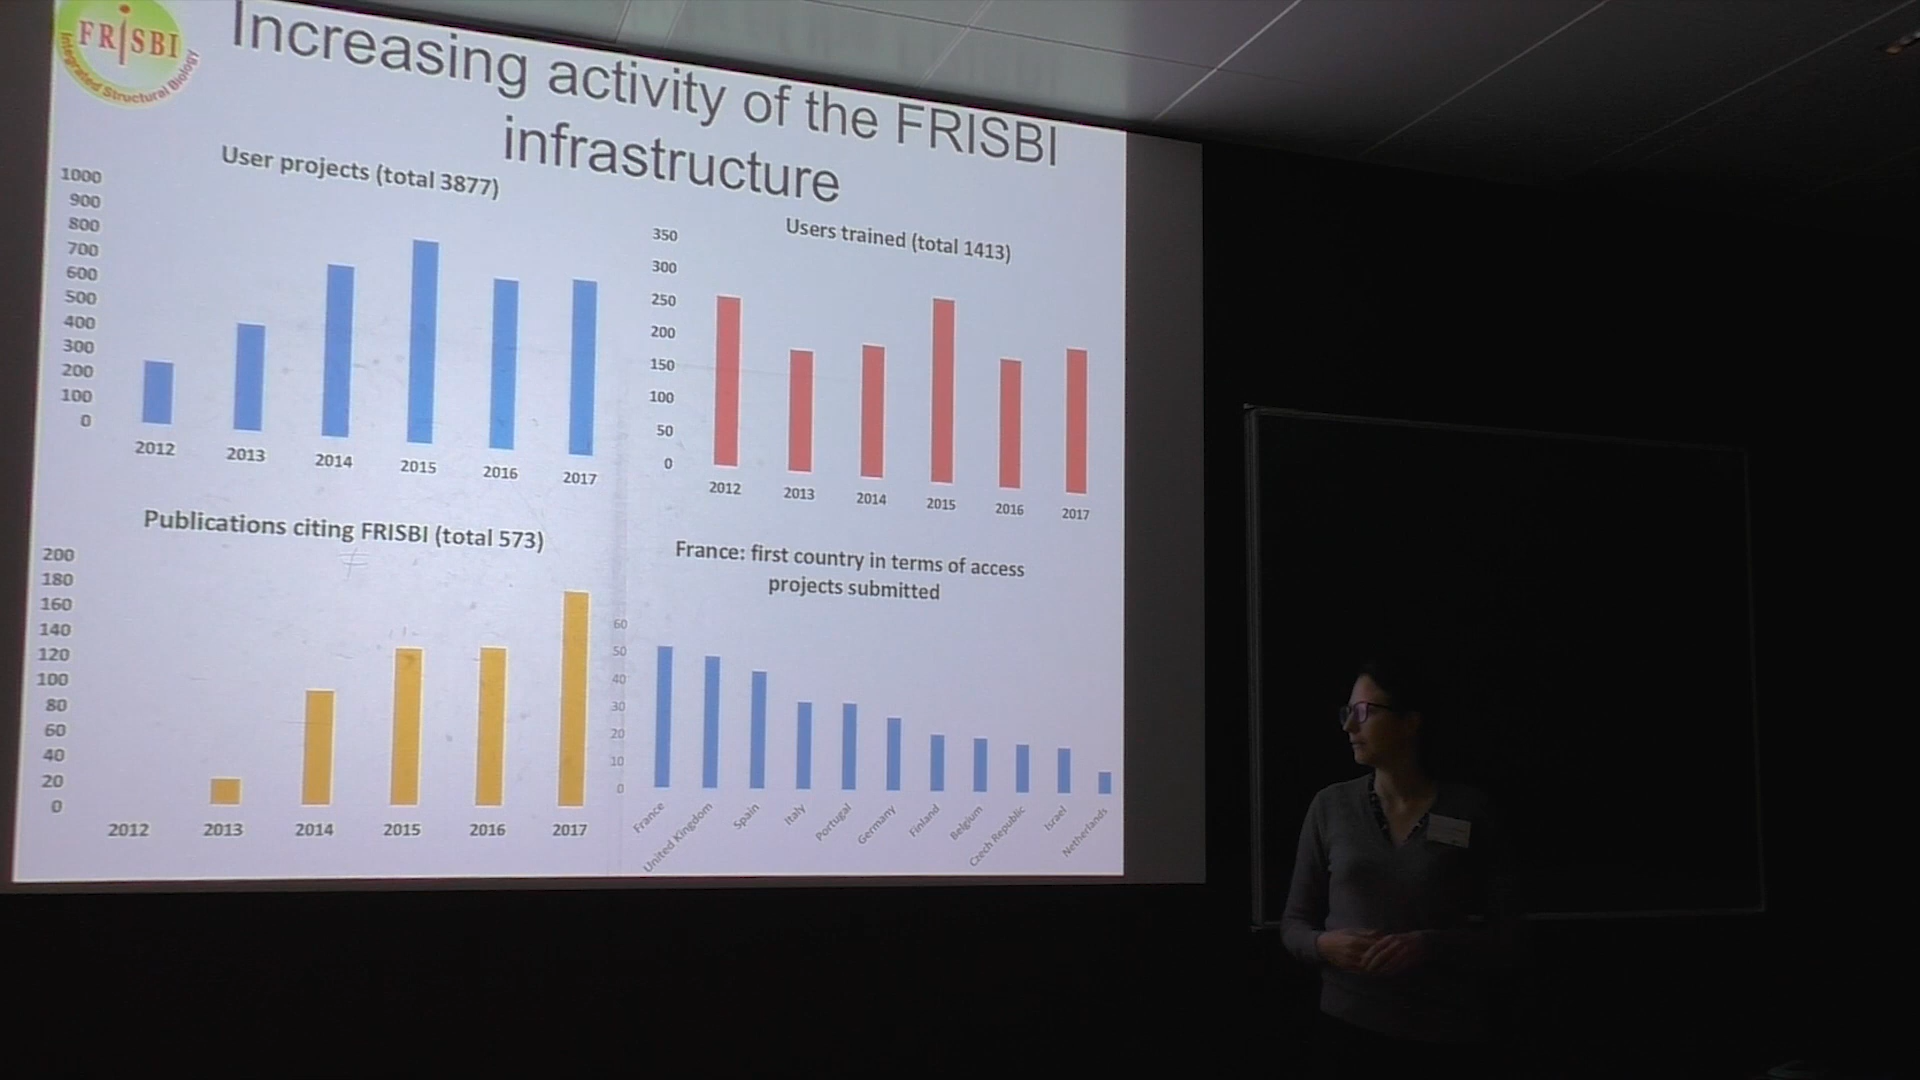 FRISBI
Integrated Structural Biology
Increasing activity of the FRISBI
infrastructure
User projects (total 3877)
1000
900
800
700
600
500
400
300
200
100
0
2012 2013 2014 2015 2016 2017
Users trained (total 1413)
350
300
250
200
150
100
50
0
2012 2013 2014 2015 2016 2017
Publications citing FRISBI (total 573)
200
180
160
140
120
100
80
60
40
20
0
2012 2013 2014 2015 2016 2017
France: first country in terms of access
projects submitted
60
50
40
30
20
10
0
France United Kingdom Spain Italy Portugal Germany Finland Belgium Czech Republic Israel Netherlands